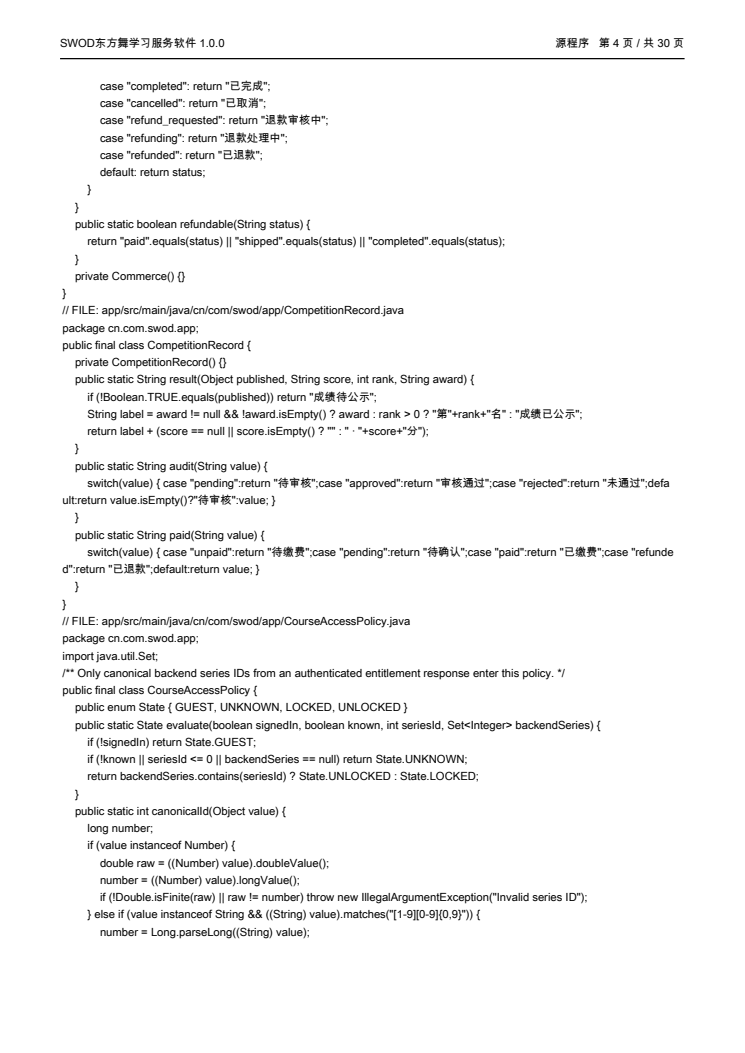 SWOD东方舞学习服务软件 1.0.0
源程序 第 4 页 / 共 30 页
case "completed": return "已完成";
case "cancelled": return "已取消";
case "refund_requested": return "退款审核中";
case "refunding": return "退款处理中";
case "refunded": return "已退款";
default: return status;
}
}
public static boolean refundable(String status) {
return "paid".equals(status) || "shipped".equals(status) || "completed".equals(status);
}
private Commerce() {}
}
// FILE: app/src/main/java/cn/com/swod/app/CompetitionRecord.java
package cn.com.swod.app;
public final class CompetitionRecord {
private CompetitionRecord() {}
public static String result(Object published, String score, int rank, String award) {
if (!Boolean.TRUE.equals(published)) return "成绩待公示";
String label = award != null && !award.isEmpty() ? award : rank > 0 ? "第"+rank+"名" : "成绩已公示";
return label + (score == null || score.isEmpty() ? "" : " · "+score+"分");
}
public static String audit(String value) {
switch(value) { case "pending":return "待审核";case "approved":return "审核通过";case "rejected":return "未通过";defa
ult:return value.isEmpty()?"待审核":value; }
}
public static String paid(String value) {
switch(value) { case "unpaid":return "待缴费";case "pending":return "待确认";case "paid":return "已缴费";case "refunde
d":return "已退款";default:return value; }
}
}
// FILE: app/src/main/java/cn/com/swod/app/CourseAccessPolicy.java
package cn.com.swod.app;
import java.util.Set;
/** Only canonical backend series IDs from an authenticated entitlement response enter this policy. */
public final class CourseAccessPolicy {
public enum State { GUEST, UNKNOWN, LOCKED, UNLOCKED }
public static State evaluate(boolean signedIn, boolean known, int seriesId, Set<Integer> backendSeries) {
if (!signedIn) return State.GUEST;
if (!known || seriesId <= 0 || backendSeries == null) return State.UNKNOWN;
return backendSeries.contains(seriesId) ? State.UNLOCKED : State.LOCKED;
}
public static int canonicalId(Object value) {
long number;
if (value instanceof Number) {
double raw = ((Number) value).doubleValue();
number = ((Number) value).longValue();
if (!Double.isFinite(raw) || raw != number) throw new IllegalArgumentException("Invalid series ID");
} else if (value instanceof String && ((String) value).matches("[1-9][0-9]{0,9}")) {
number = Long.parseLong((String) value);